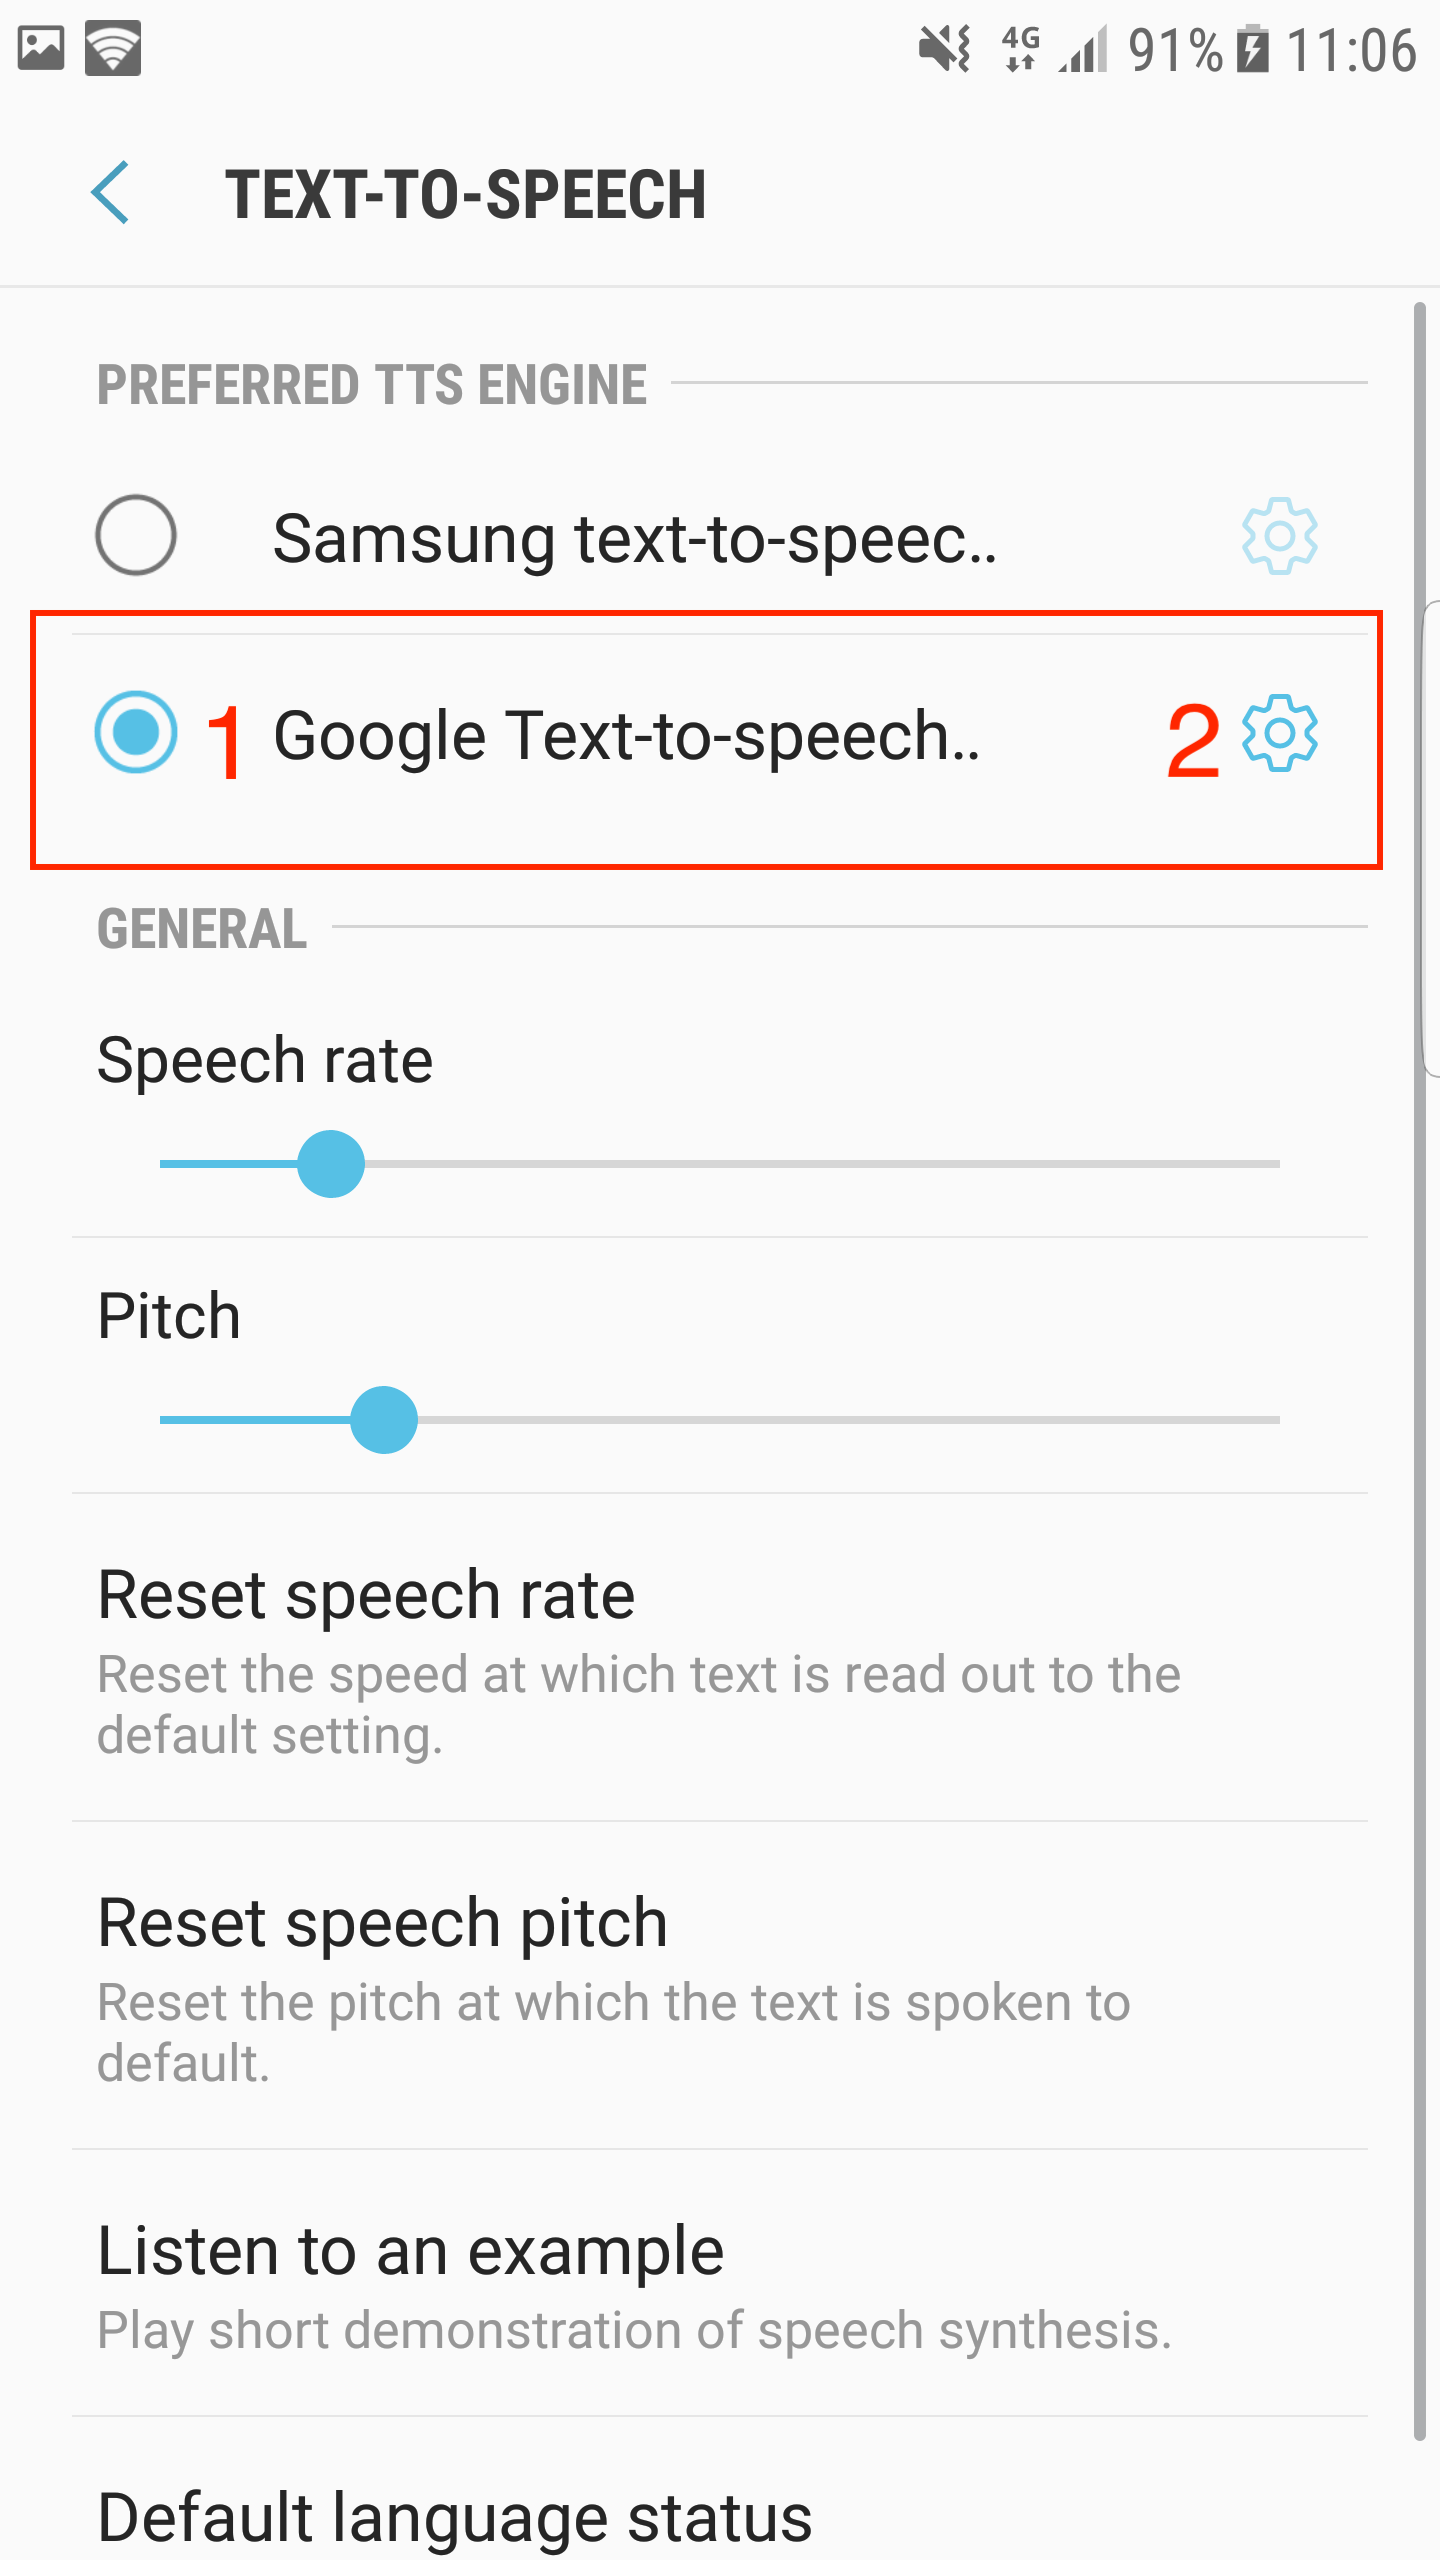 4G 91% 11:06
TEXT-TO-SPEECH
PREFERRED TTS ENGINE
Samsung text-to-speec..
1 Google Text-to-speech.. 2
GENERAL
Speech rate
Pitch
Reset speech rate
Reset the speed at which text is read out to the
default setting.
Reset speech pitch
Reset the pitch at which the text is spoken to
default.
Listen to an example
Play short demonstration of speech synthesis.
Default language status